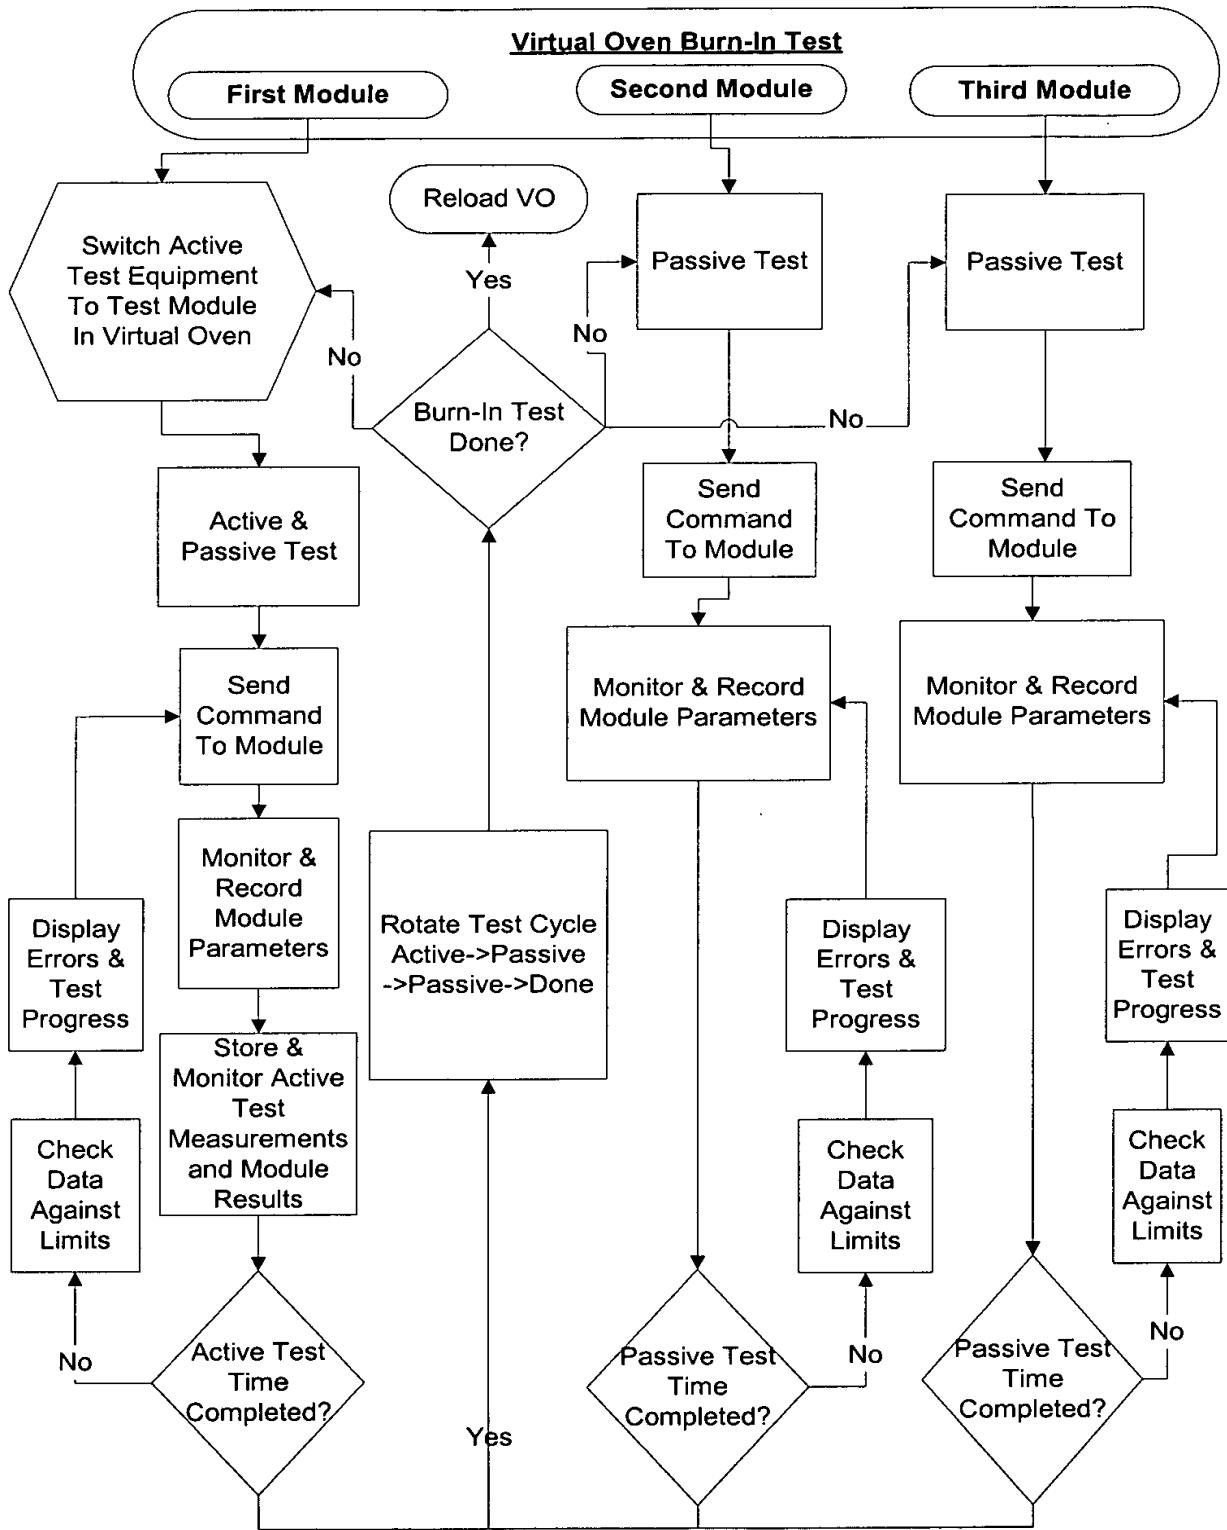 Virtual Oven Burn-In Test
First Module
Second Module
Third Module
Reload VO
Switch Active
Test Equipment
To Test Module
In Virtual Oven
Passive Test
Passive Test
Yes
No
No
No
Burn-In Test
Done?
Active &
Passive Test
Send
Command
To Module
Send
Command To
Module
Send
Command
To Module
Monitor & Record
Module Parameters
Monitor & Record
Module Parameters
Monitor &
Record
Module
Parameters
Display
Errors &
Test
Progress
Rotate Test Cycle
Active->Passive
->Passive->Done
Display
Errors &
Test
Progress
Display
Errors &
Test
Progress
Store &
Monitor Active
Test
Measurements
and Module
Results
Check
Data
Against
Limits
Check
Data
Against
Limits
Check
Data
Against
Limits
Active Test
Time
Completed?
No
Passive Test
Time
Completed?
No
Passive Test
Time
Completed?
No
Yes